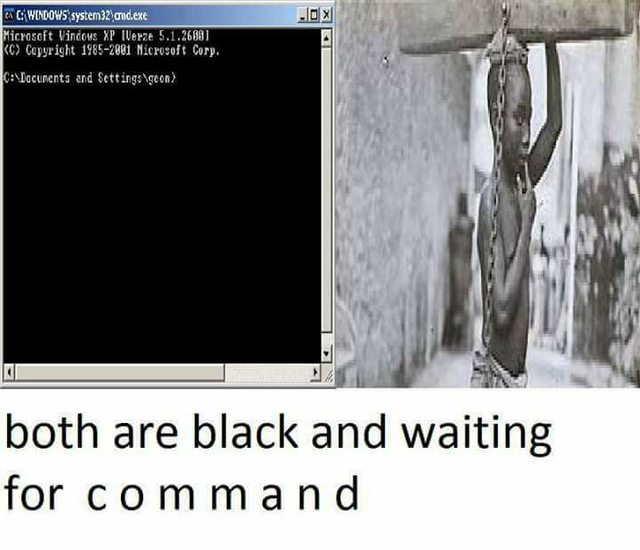 C:\WINDOWS\system32\cmd.exe
Microsoft Windows XP [Verze 5.1.2600]
(C) Copyright 1985-2001 Microsoft Corp.
C:\Documents and Settings\geon>
both are black and waiting
for c o m m a n d